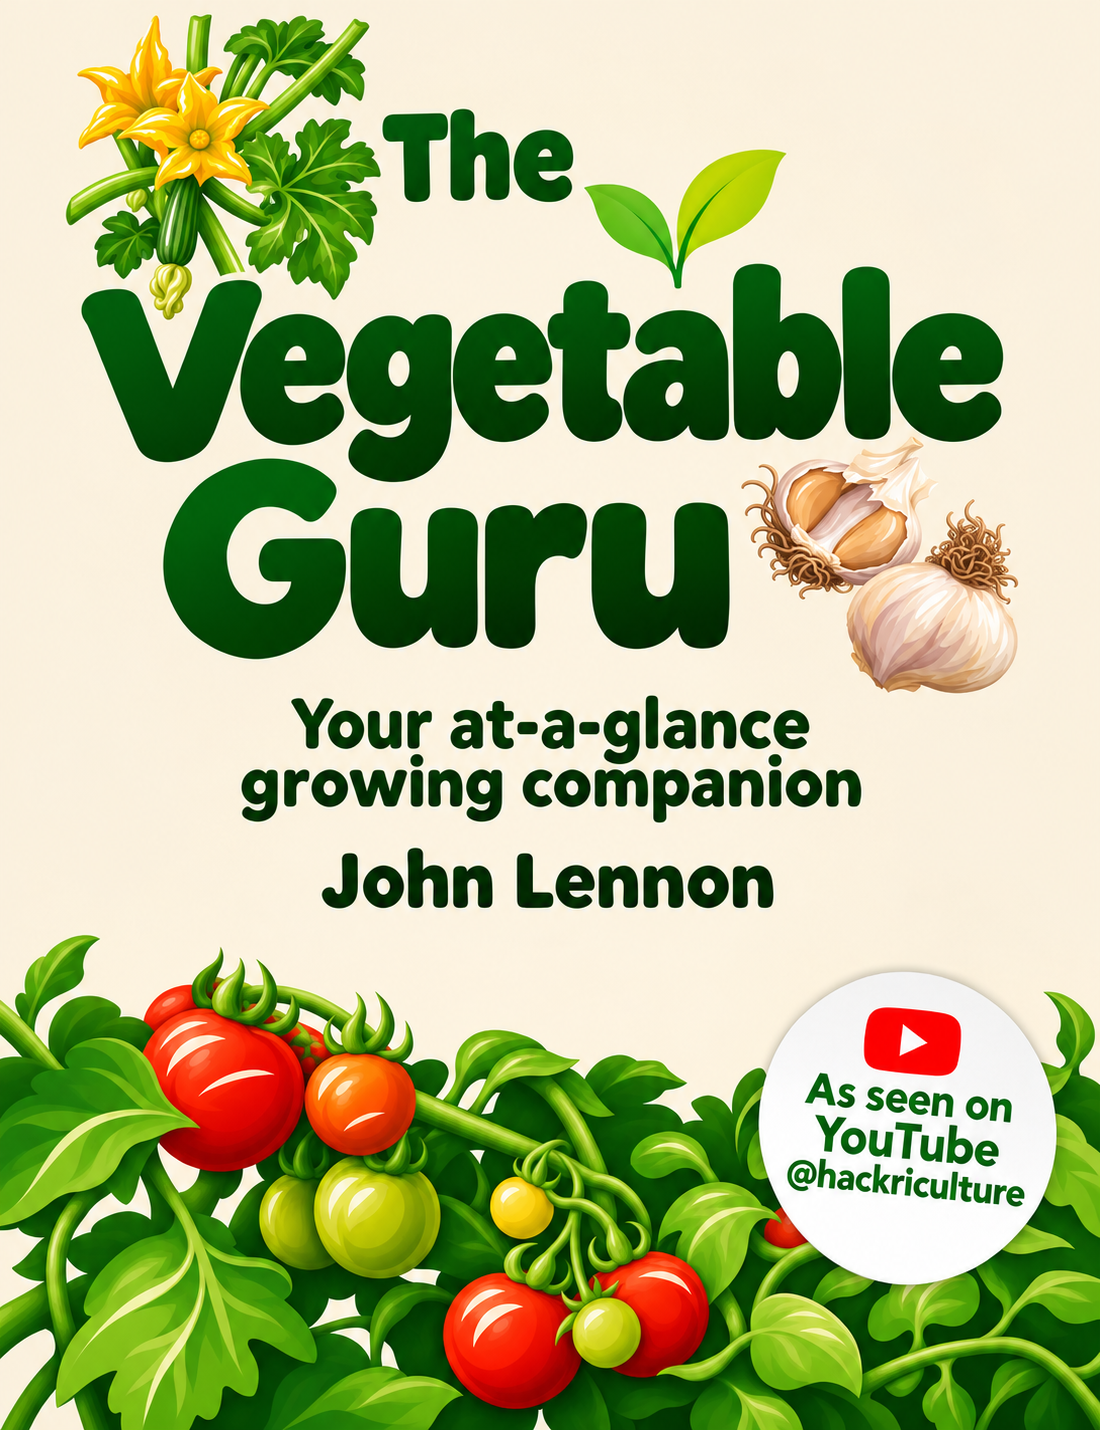 The
Vegetable
Guru
Your at-a-glance
growing companion
John Lennon
As seen on
YouTube
@hackriculture